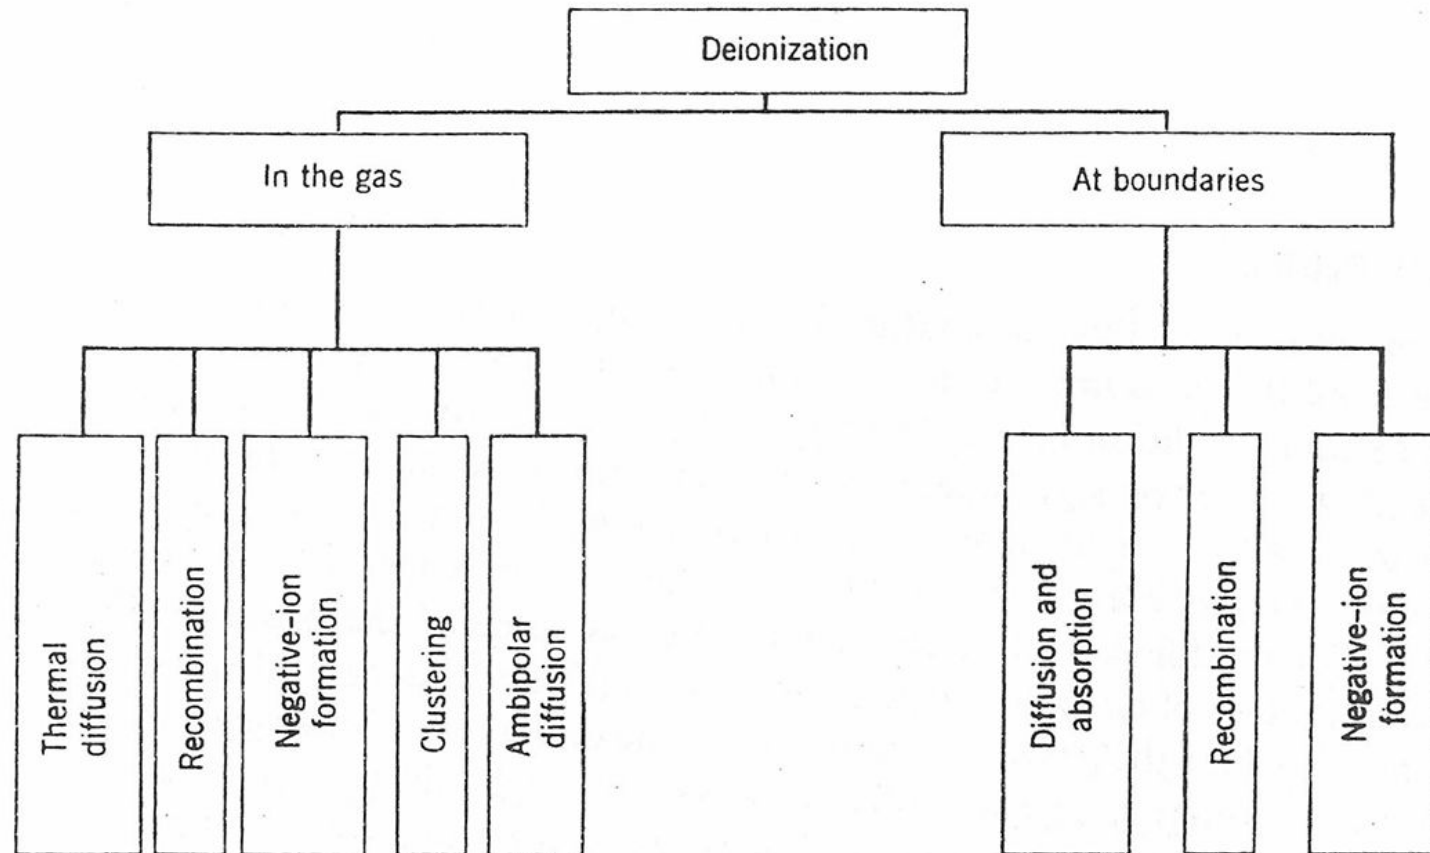 Deionization
In the gas
At boundaries
Thermal
diffusion
Recombination
Negative-ion
formation
Clustering
Ambipolar
diffusion
Diffusion and
absorption
Recombination
Negative-ion
formation